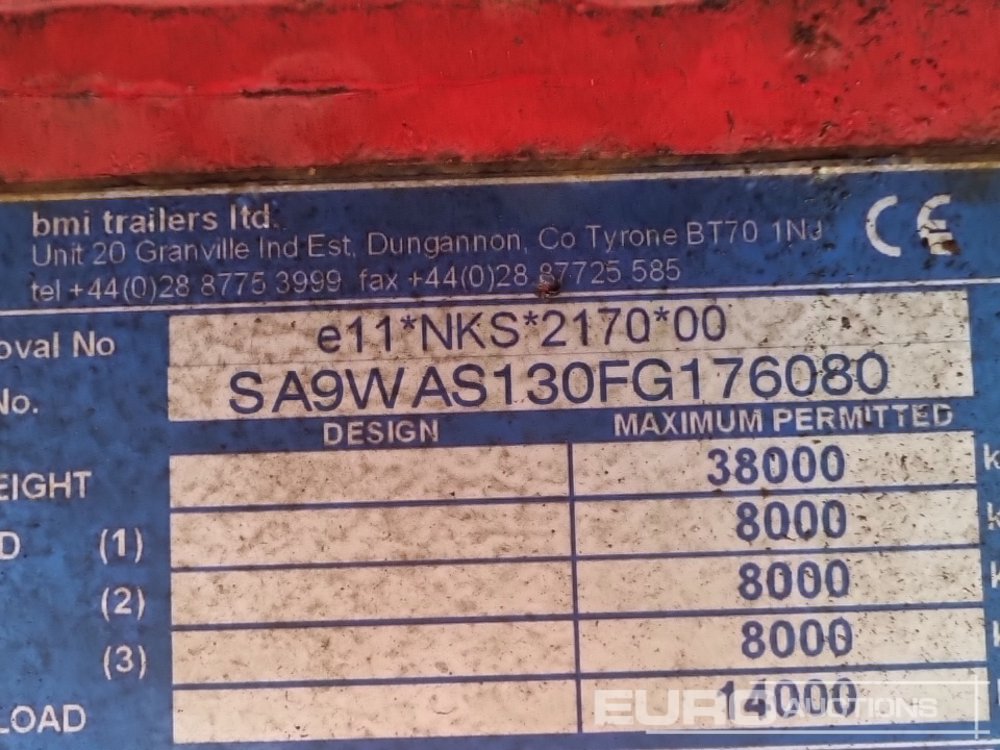 bmi trailers ltd.
Unit 20 Granville Ind Est, Dungannon, Co Tyrone BT70 1NJ
tel +44(0)28 8775 3999 fax +44(0)28 87725 585
CE
oval No e11*NKS*2170*00
No. SA9WAS130FG176080
DESIGN MAXIMUM PERMITTED
EIGHT 38000 k
D (1) 8000 k
(2) 8000 k
(3) 8000 k
LOAD 14000
EURO AUCTIONS